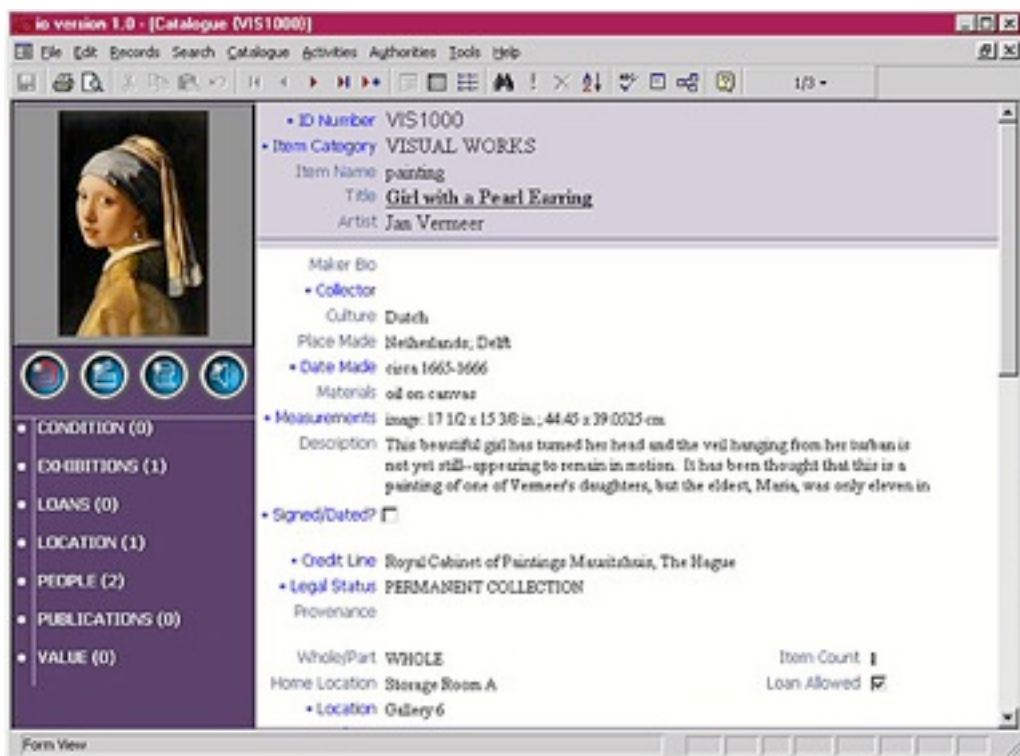 io version 1.0 - [Catalogue (VIS1000)]
File Edit Records Search Catalogue Activities Authorities Tools Help
1/3
ID Number VIS1000
Item Category VISUAL WORKS
Item Name painting
Title Girl with a Pearl Earring
Artist Jan Vermeer
Maker Bio
Collector
Culture Dutch
Place Made Netherlands; Delft
Date Made circa 1665-1666
Materials oil on canvas
Measurements image: 17 1/2 x 15 3/8 in.; 44.45 x 39.0525 cm
Description This beautiful girl has turned her head and the veil hanging from her turban is
not yet still--appearing to remain in motion. It has been thought that this is a
painting of one of Vermeer's daughters, but the eldest, Maria, was only eleven in
Signed/Dated?
Credit Line Royal Cabinet of Paintings Mauritshuis, The Hague
Legal Status PERMANENT COLLECTION
Provenance
Whole/Part WHOLE Item Count 1
Home Location Storage Room A Loan Allowed
Location Gallery 6
CONDITION (0)
EXHIBITIONS (1)
LOANS (0)
LOCATION (1)
PEOPLE (2)
PUBLICATIONS (0)
VALUE (0)
Form View